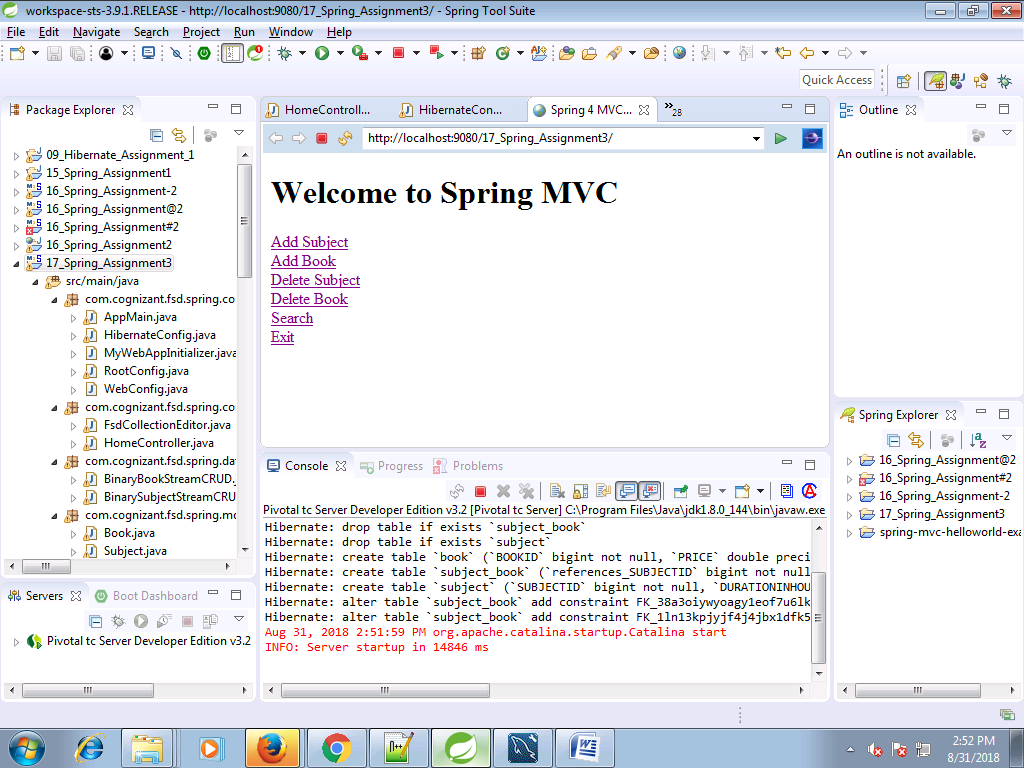 workspace-sts-3.9.1.RELEASE - http://localhost:9080/17_Spring_Assignment3/ - Spring Tool Suite
File Edit Navigate Search Project Run Window Help
Quick Access
Package Explorer
09_Hibernate_Assignment_1
15_Spring_Assignment1
16_Spring_Assignment-2
16_Spring_Assignment@2
16_Spring_Assignment#2
16_Spring_Assignment2
17_Spring_Assignment3
src/main/java
com.cognizant.fsd.spring.co
AppMain.java
HibernateConfig.java
MyWebAppInitializer.java
RootConfig.java
WebConfig.java
com.cognizant.fsd.spring.co
FsdCollectionEditor.java
HomeController.java
com.cognizant.fsd.spring.da
BinaryBookStreamCRUD.
BinarySubjectStreamCRU
com.cognizant.fsd.spring.mc
Book.java
Subject.java
Servers Boot Dashboard
Pivotal tc Server Developer Edition v3.2
HomeControll... HibernateCon... Spring 4 MVC... »28
http://localhost:9080/17_Spring_Assignment3/
Welcome to Spring MVC
Add Subject
Add Book
Delete Subject
Delete Book
Search
Exit
Console Progress Problems
Pivotal tc Server Developer Edition v3.2 [Pivotal tc Server] C:\Program Files\Java\jdk1.8.0_144\bin\javaw.exe
Hibernate: drop table if exists `subject_book`
Hibernate: drop table if exists `subject`
Hibernate: create table `book` (`BOOKID` bigint not null, `PRICE` double preci
Hibernate: create table `subject_book` (`references_SUBJECTID` bigint not null
Hibernate: create table `subject` (`SUBJECTID` bigint not null, `DURATIONINHOU
Hibernate: alter table `subject_book` add constraint FK_38a3oiywyoagy1eof7u6lk
Hibernate: alter table `subject_book` add constraint FK_1ln13kpjyjf4j4jbx1dfk5
Aug 31, 2018 2:51:59 PM org.apache.catalina.startup.Catalina start
INFO: Server startup in 14846 ms
Outline
An outline is not available.
Spring Explorer
16_Spring_Assignment@2
16_Spring_Assignment#2
16_Spring_Assignment-2
17_Spring_Assignment3
spring-mvc-helloworld-exa
2:52 PM
8/31/2018